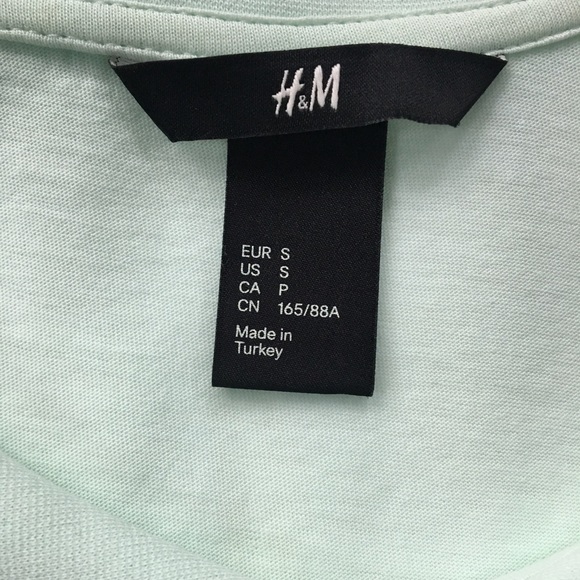 H&M
EUR S
US S
CA P
CN 165/88A
Made in
Turkey